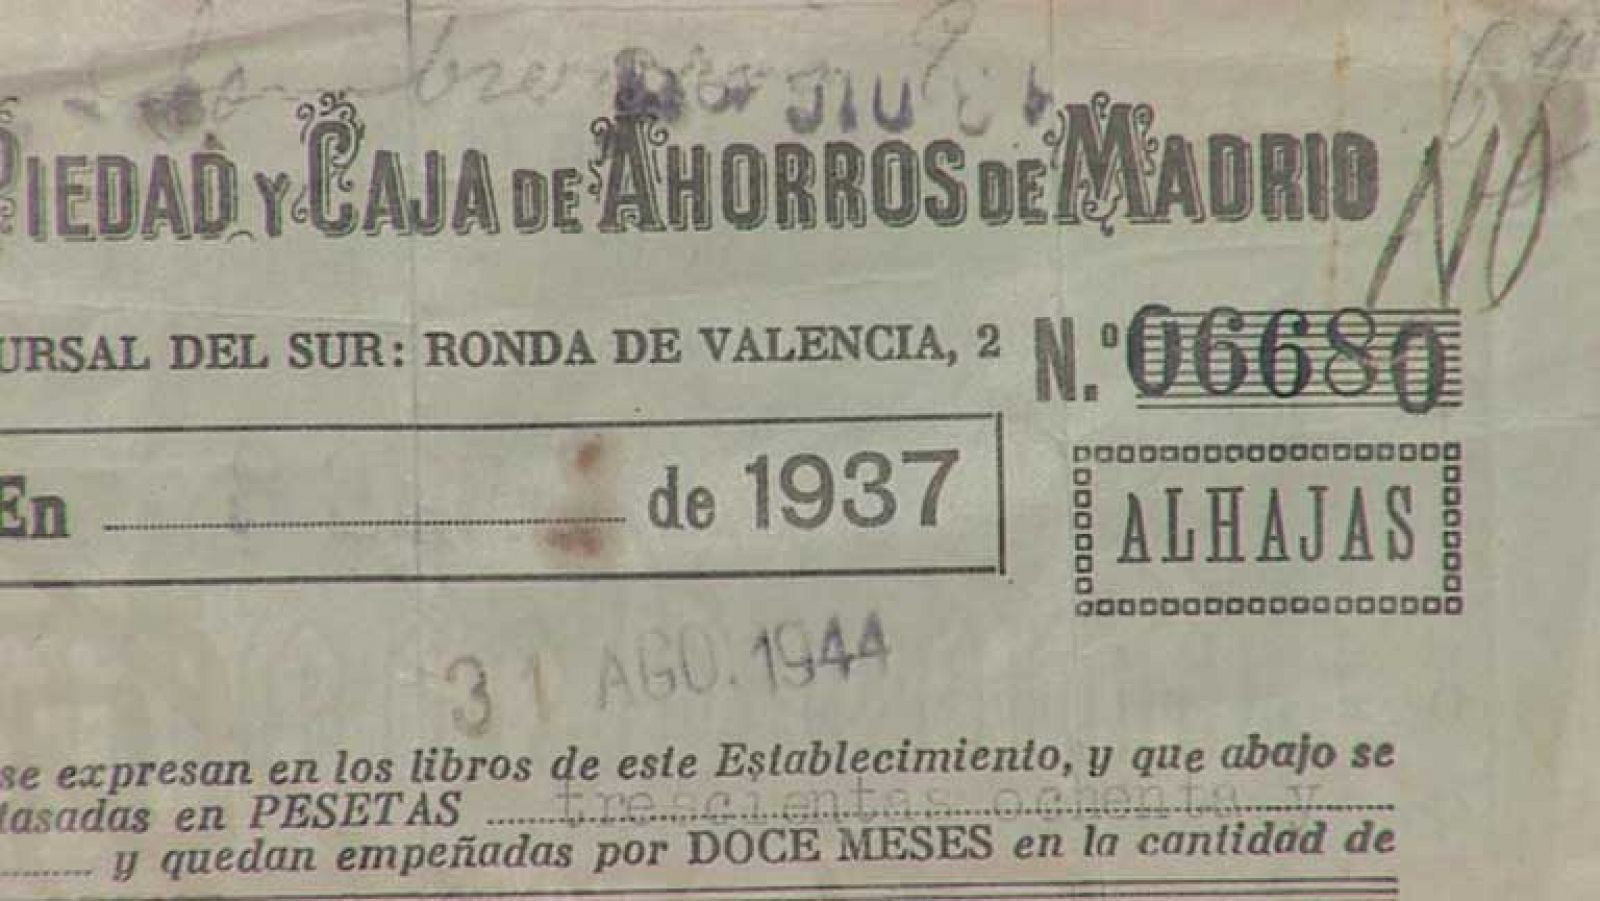 PIEDAD Y CAJA DE AHORROS DE MADRID
NO
URSAL DEL SUR: RONDA DE VALENCIA, 2
N.º 06680
En de 1937
ALHAJAS
31 AGO. 1944
se expresan en los libros de este Establecimiento, y que abajo se
tasadas en PESETAS trescientas ochenta y
y quedan empeñadas por DOCE MESES en la cantidad de